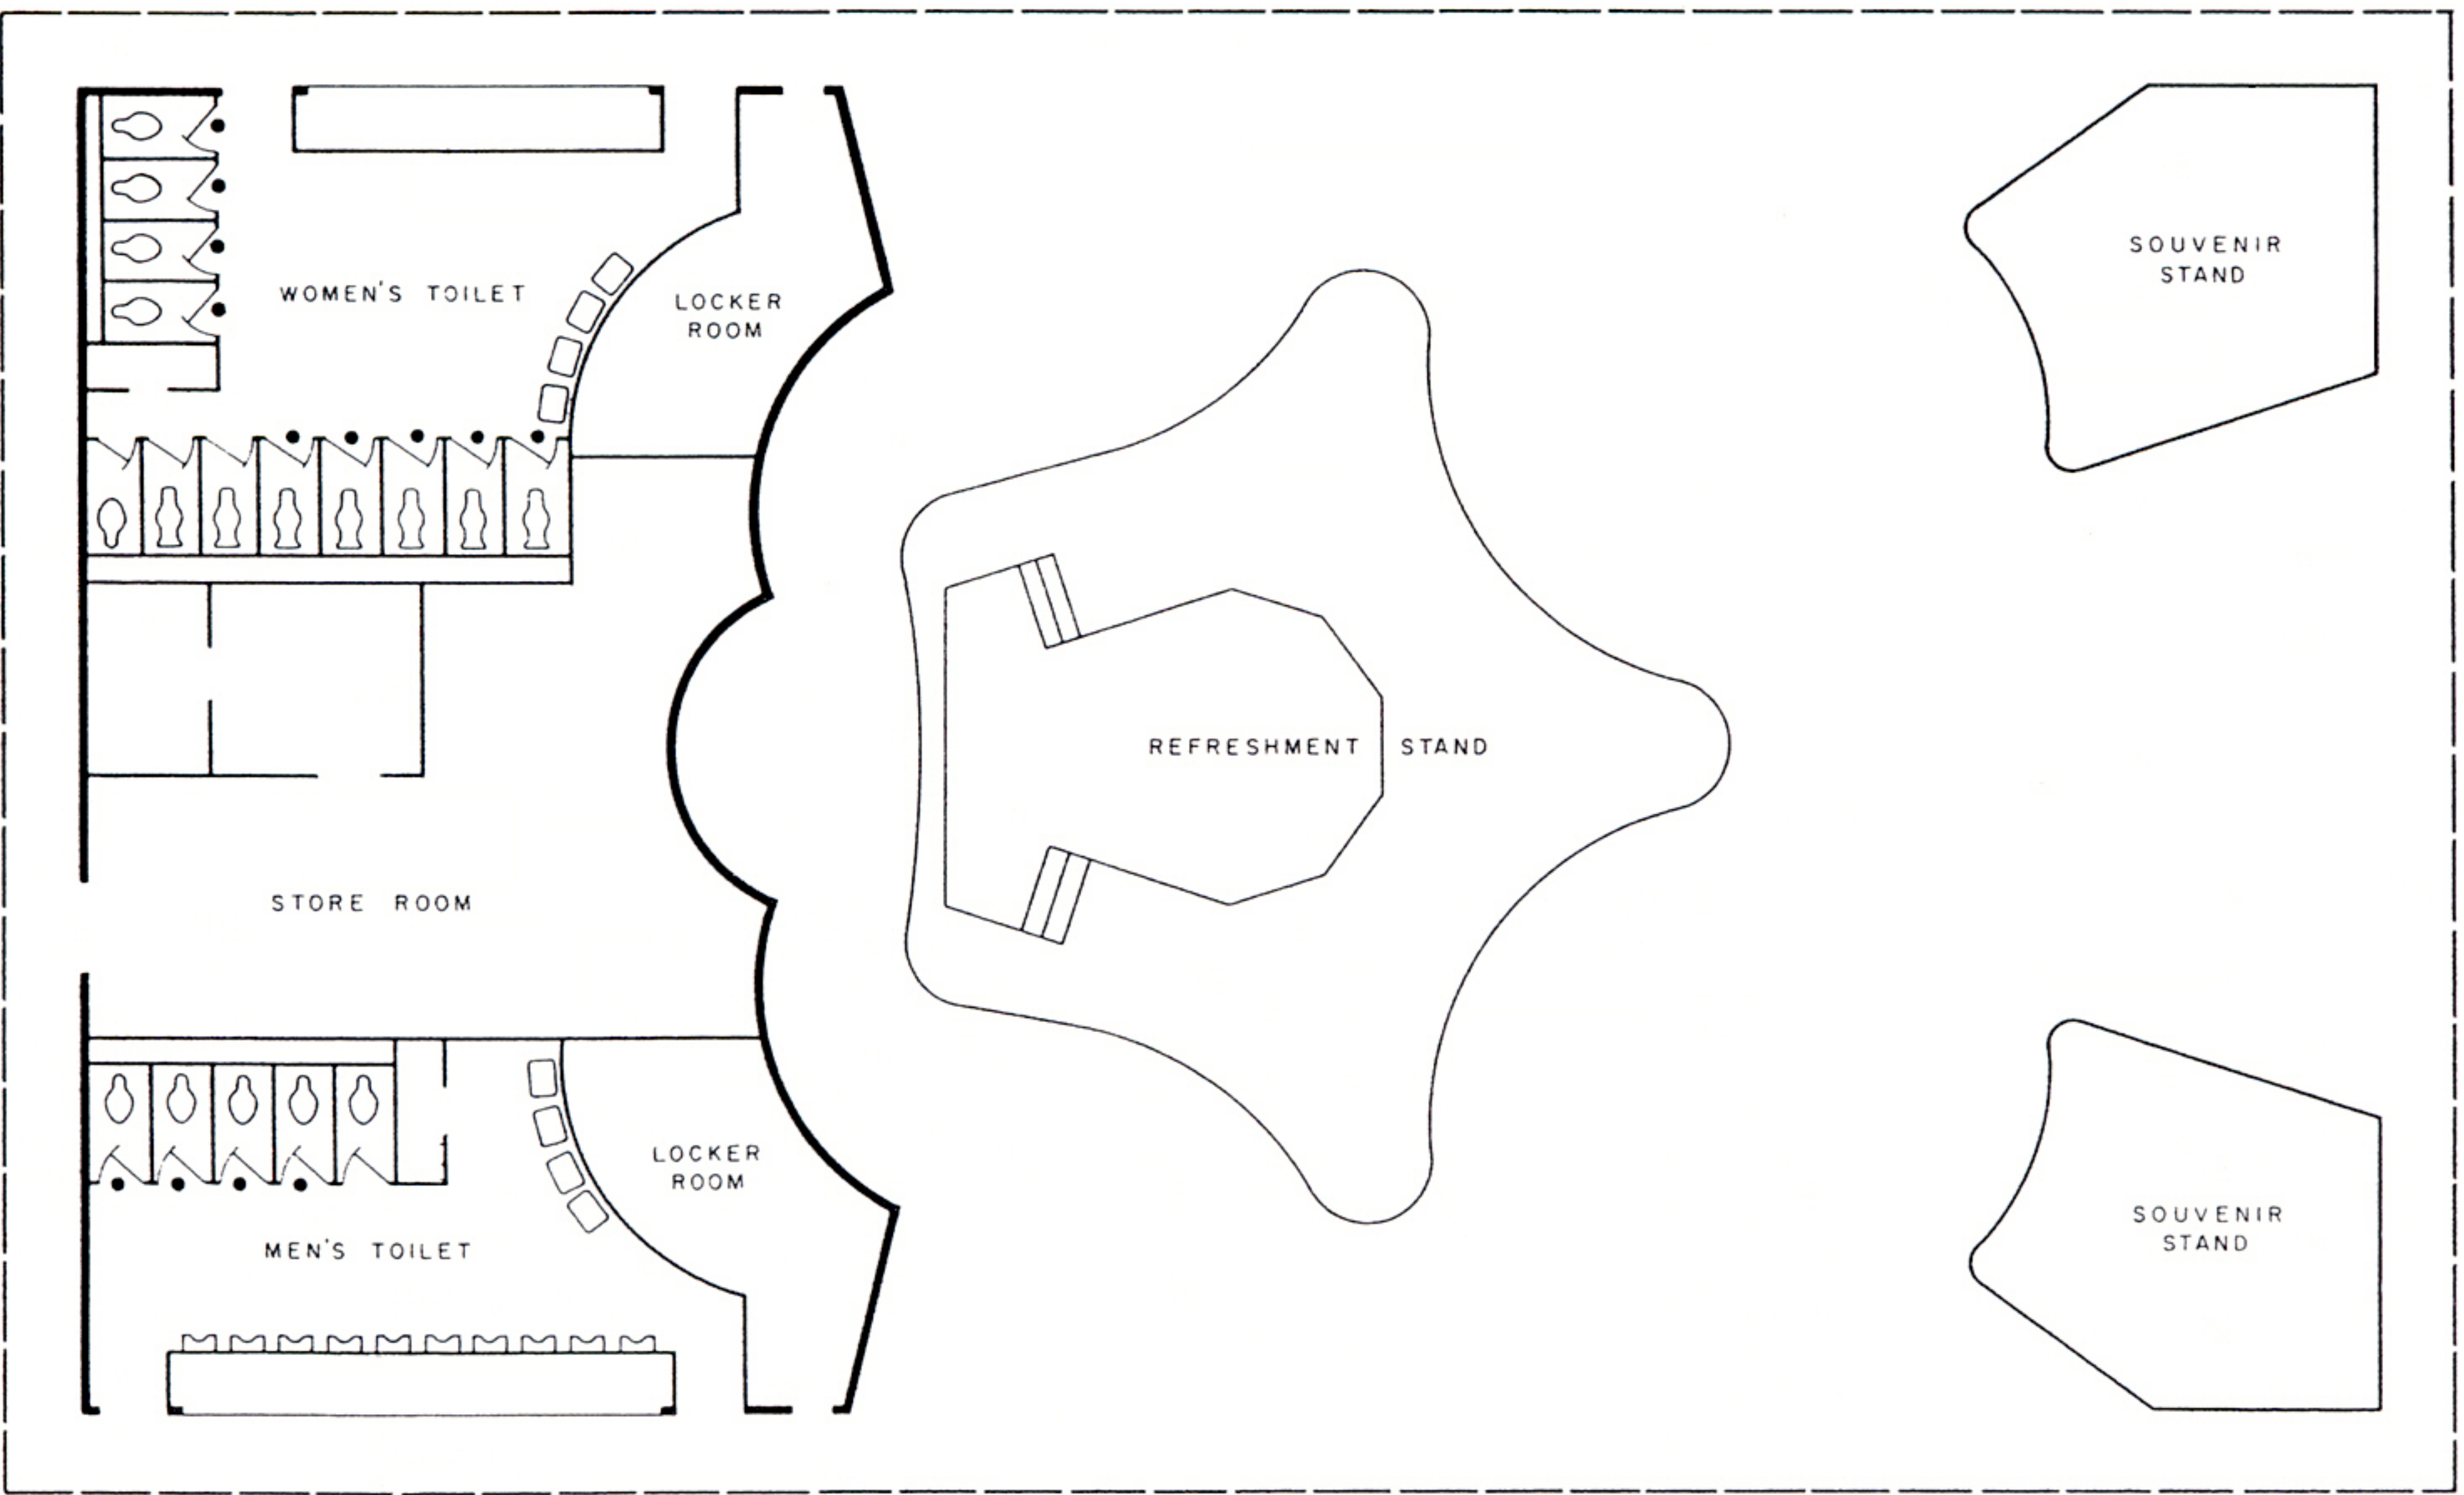 WOMEN'S TOILET
LOCKER
ROOM
SOUVENIR
STAND
REFRESHMENT STAND
STORE ROOM
LOCKER
ROOM
MEN'S TOILET
SOUVENIR
STAND